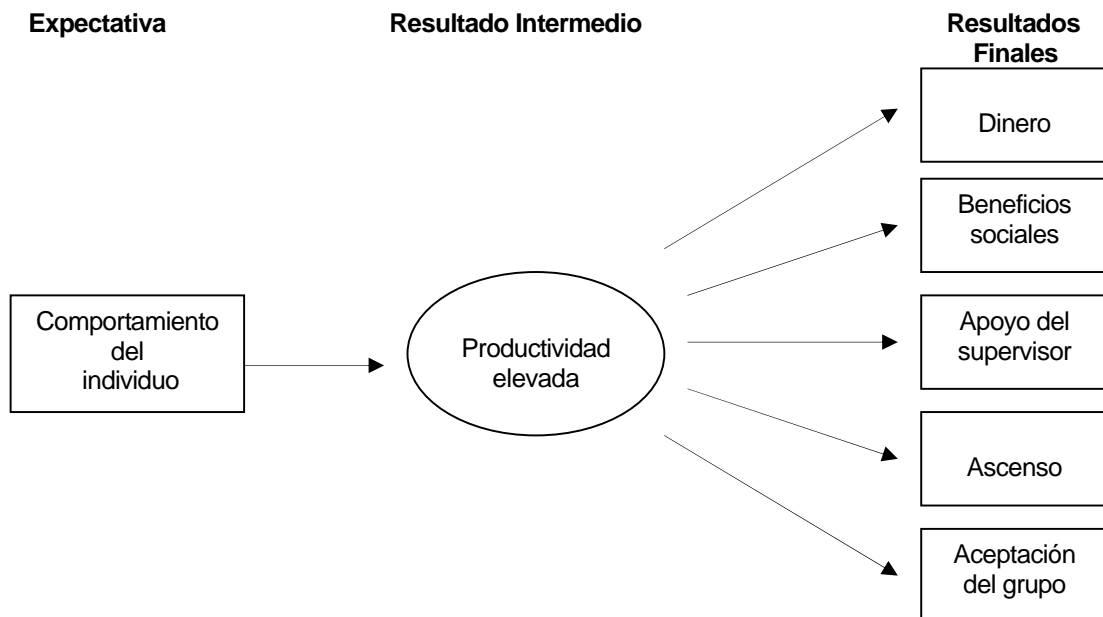 Expectativa
Resultado Intermedio
Resultados
Finales
Comportamiento
del
individuo
Productividad
elevada
Dinero
Beneficios
sociales
Apoyo del
supervisor
Ascenso
Aceptación
del grupo